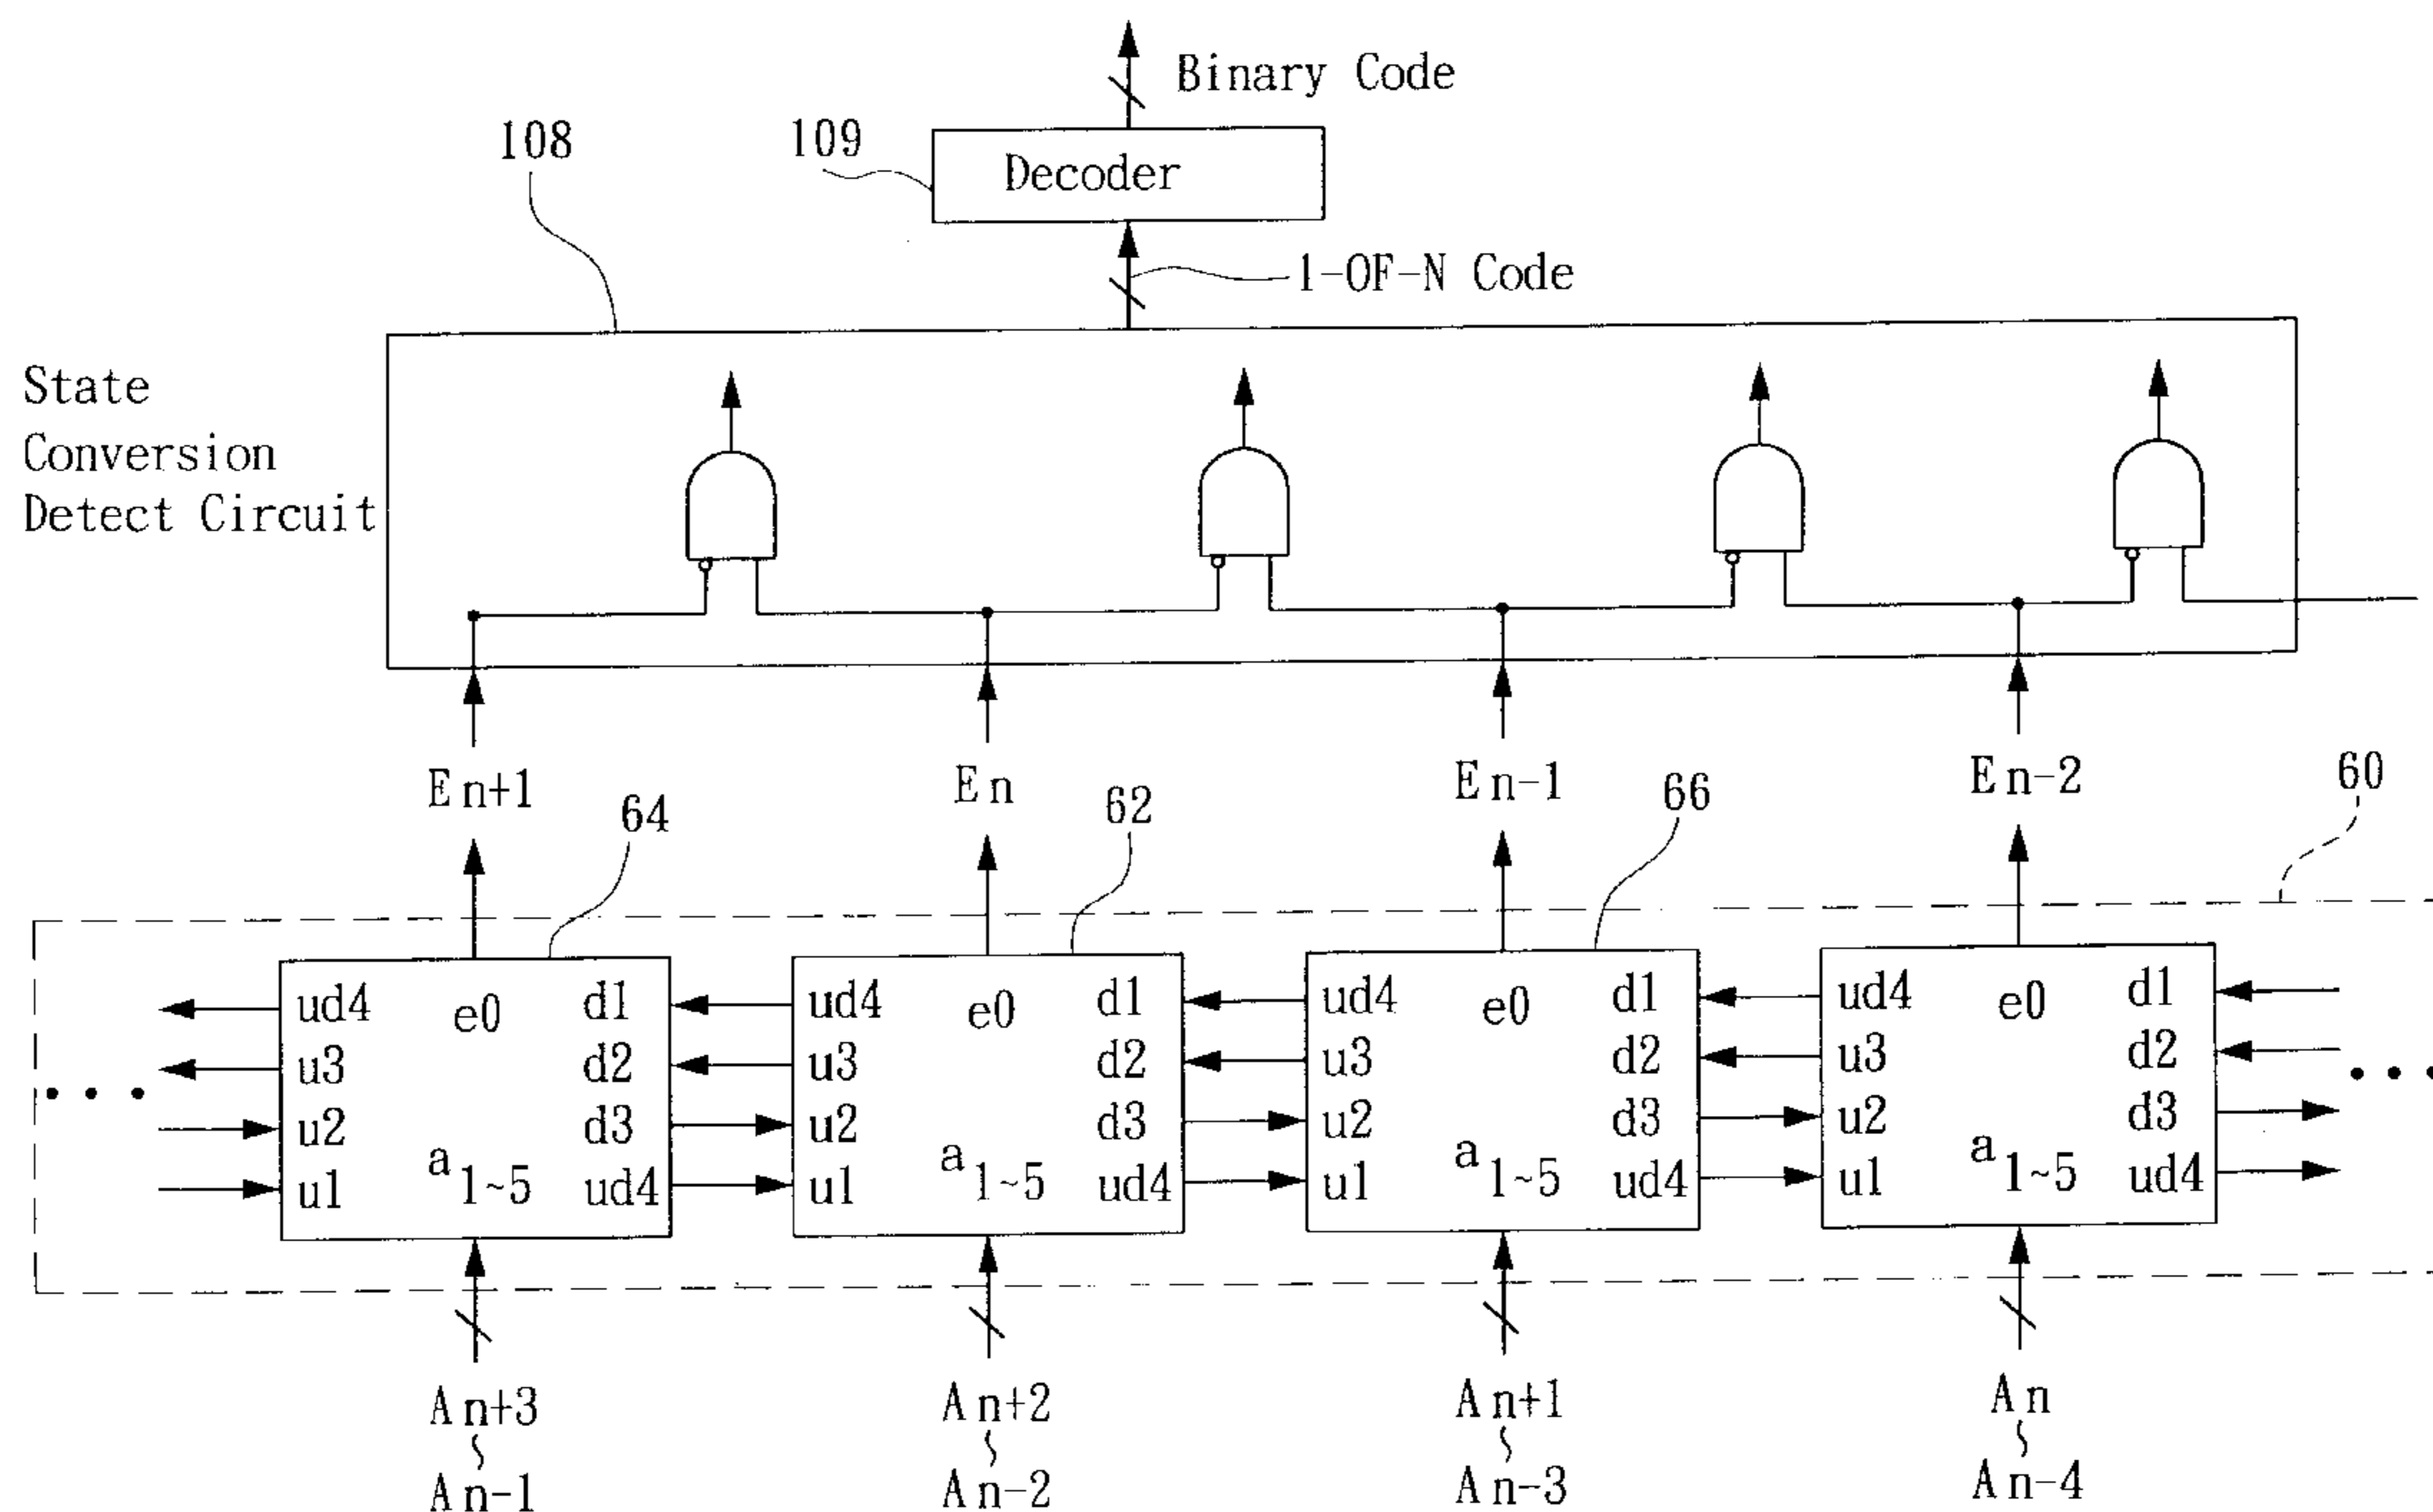 Binary Code
109
Decoder
108
1-OF-N Code
State
Conversion
Detect Circuit
En+1
En
En-1
En-2
64
62
66
60
ud4 e0 d1
u3 d2
u2 d3
u1 a1~5 ud4
ud4 e0 d1
u3 d2
u2 d3
u1 a1~5 ud4
ud4 e0 d1
u3 d2
u2 d3
u1 a1~5 ud4
ud4 e0 d1
u3 d2
u2 d3
u1 a1~5 ud4
An+3
~
An-1
An+2
~
An-2
An+1
~
An-3
An
~
An-4